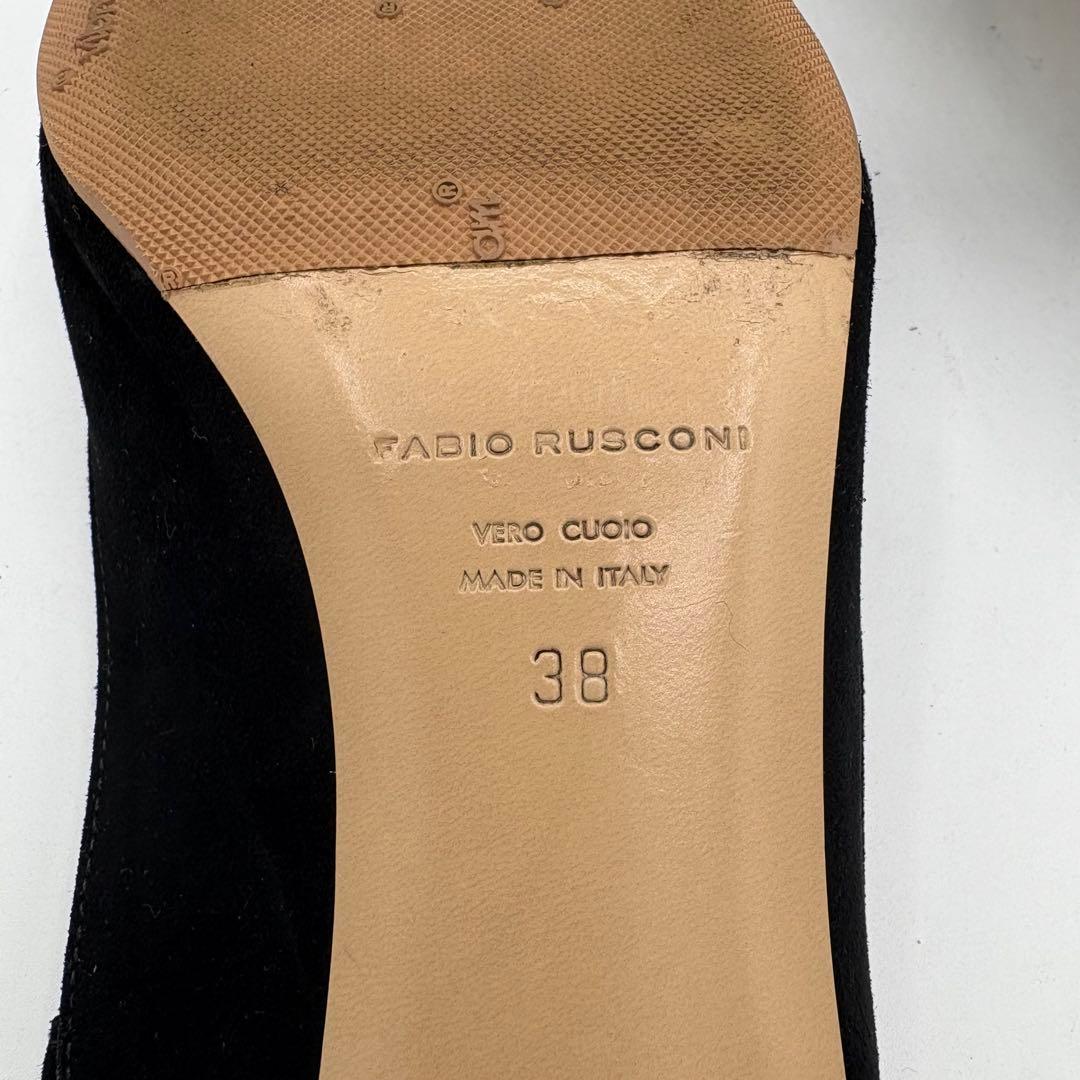 ®
®
®
FABIO RUSCONI
VERO CUOIO
MADE IN ITALY
38